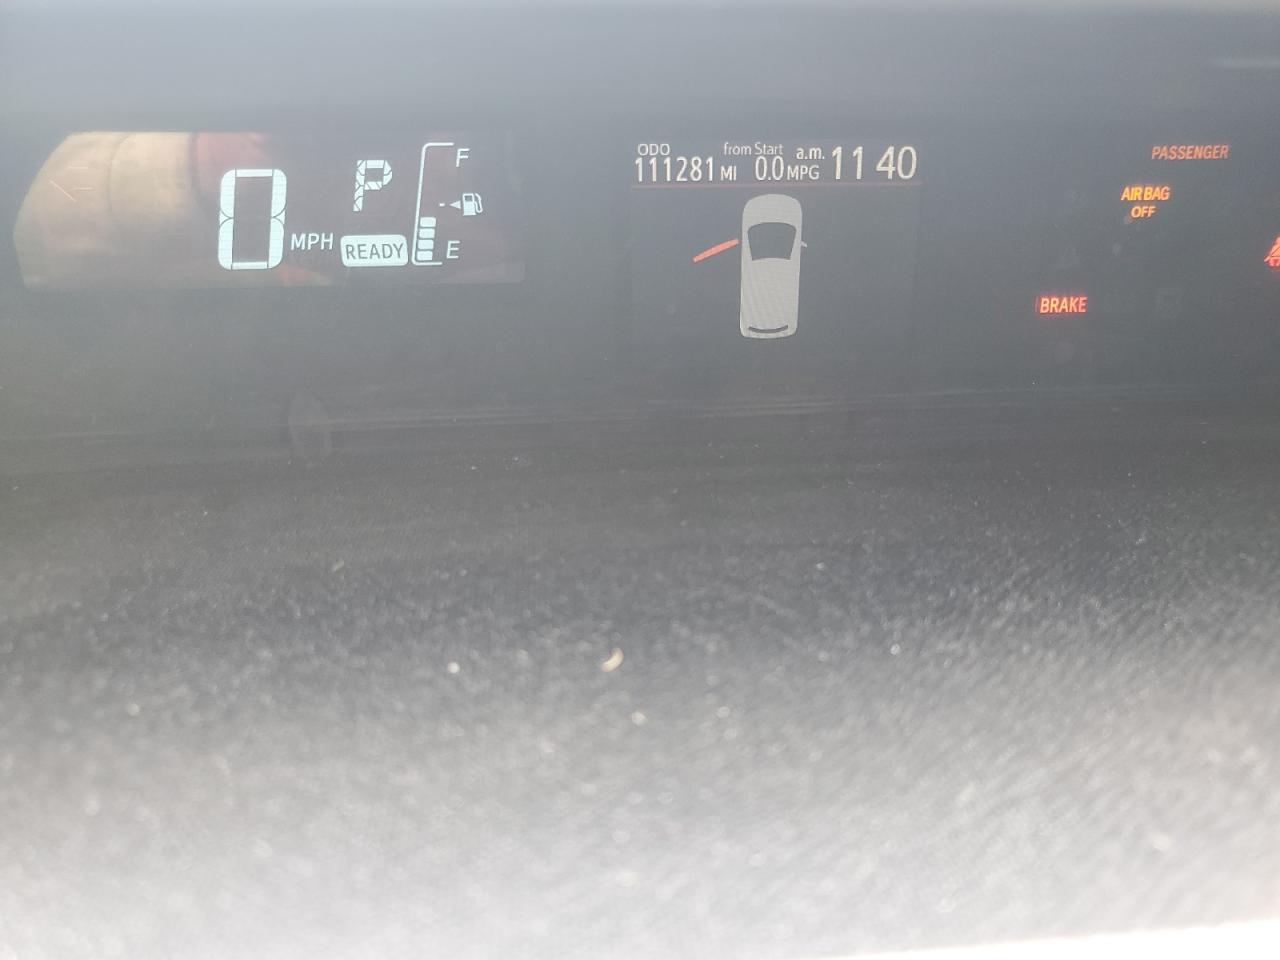 0 MPH
P
READY
F
E
ODO
111281 MI
from Start
0.0 MPG
a.m. 11 40
PASSENGER
AIR BAG
OFF
BRAKE